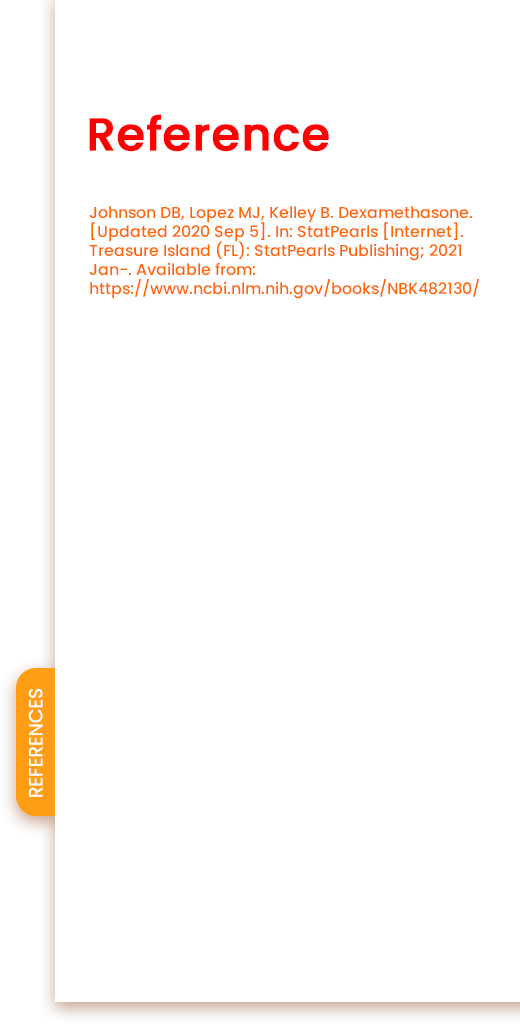 Reference
Johnson DB, Lopez MJ, Kelley B. Dexamethasone.
[Updated 2020 Sep 5]. In: StatPearls [Internet].
Treasure Island (FL): StatPearls Publishing; 2021
Jan-. Available from:
https://www.ncbi.nlm.nih.gov/books/NBK482130/
REFERENCES